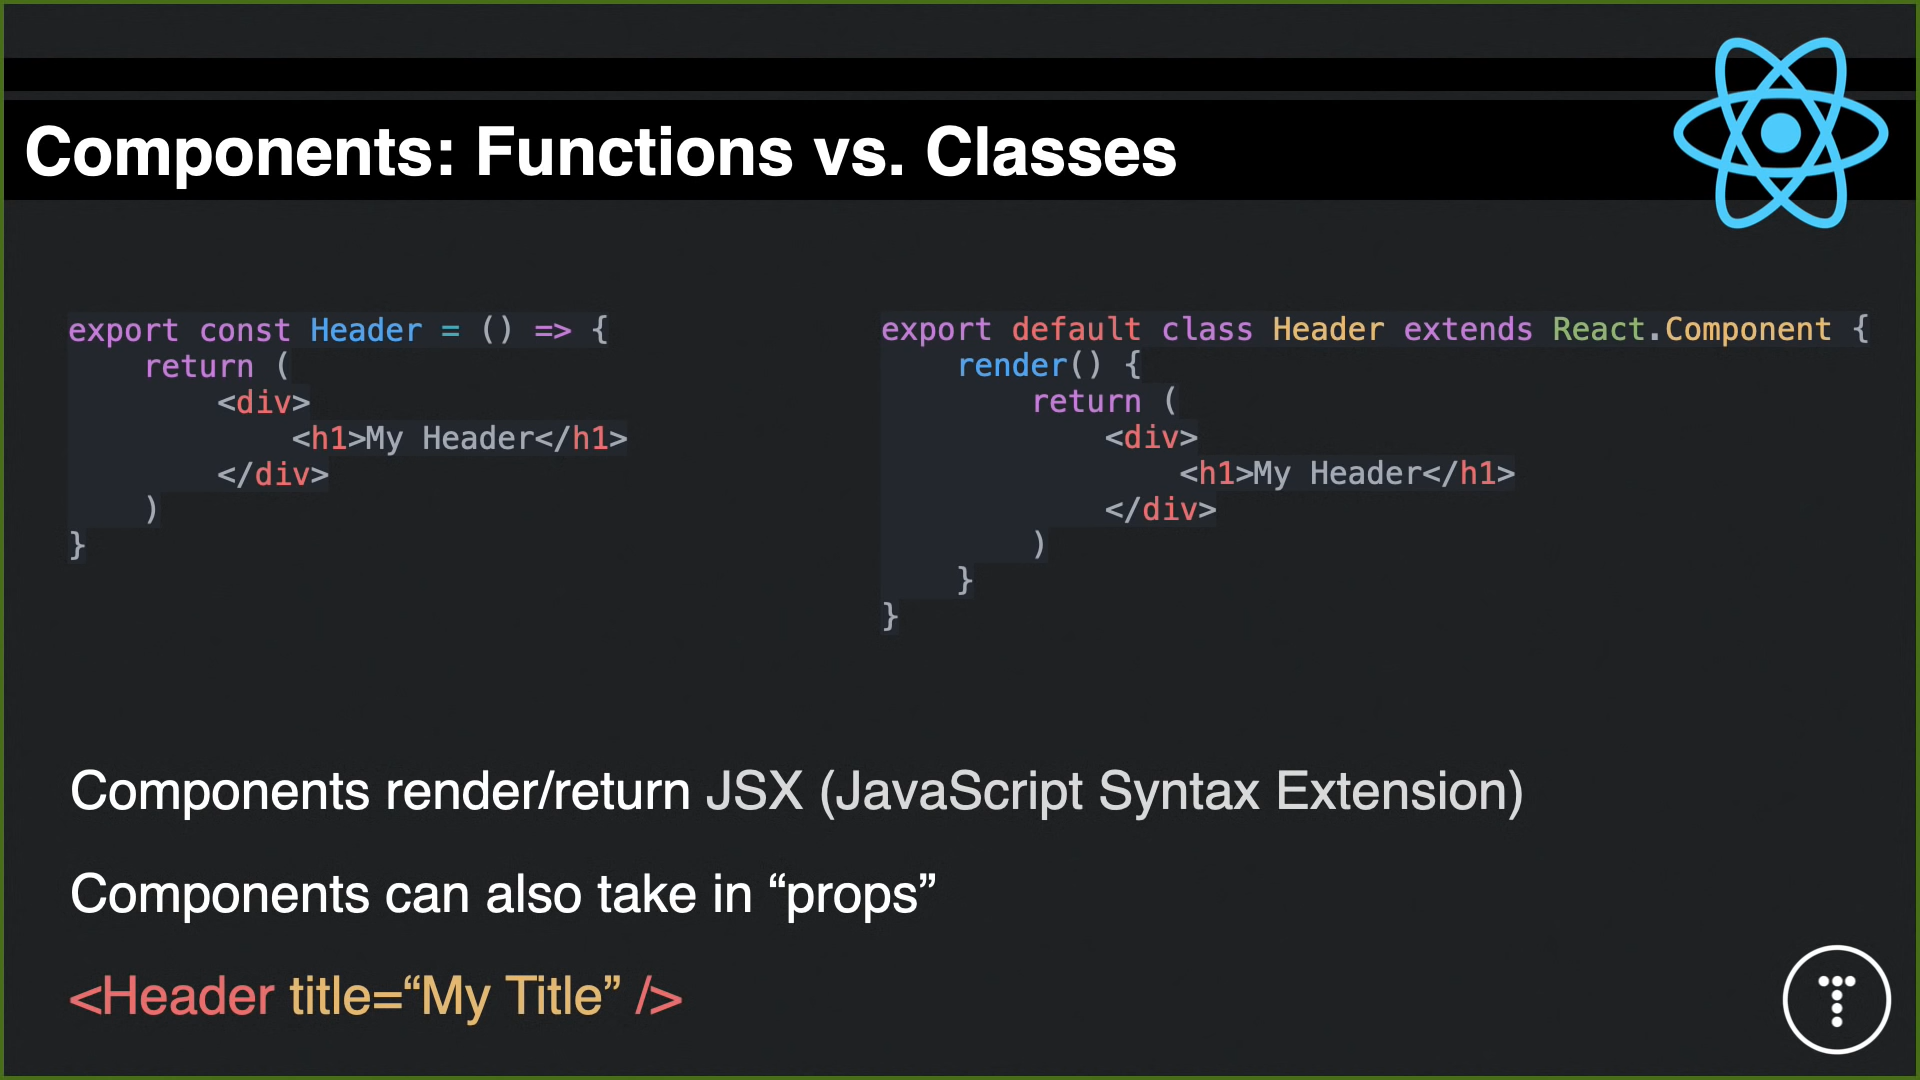 Components: Functions vs. Classes
export const Header = () => {
    return (
        <div>
            <h1>My Header</h1>
        </div>
    )
}
export default class Header extends React.Component {
    render() {
        return (
            <div>
                <h1>My Header</h1>
            </div>
        )
    }
}
Components render/return JSX (JavaScript Syntax Extension)
Components can also take in “props”
<Header title=“My Title” />
T